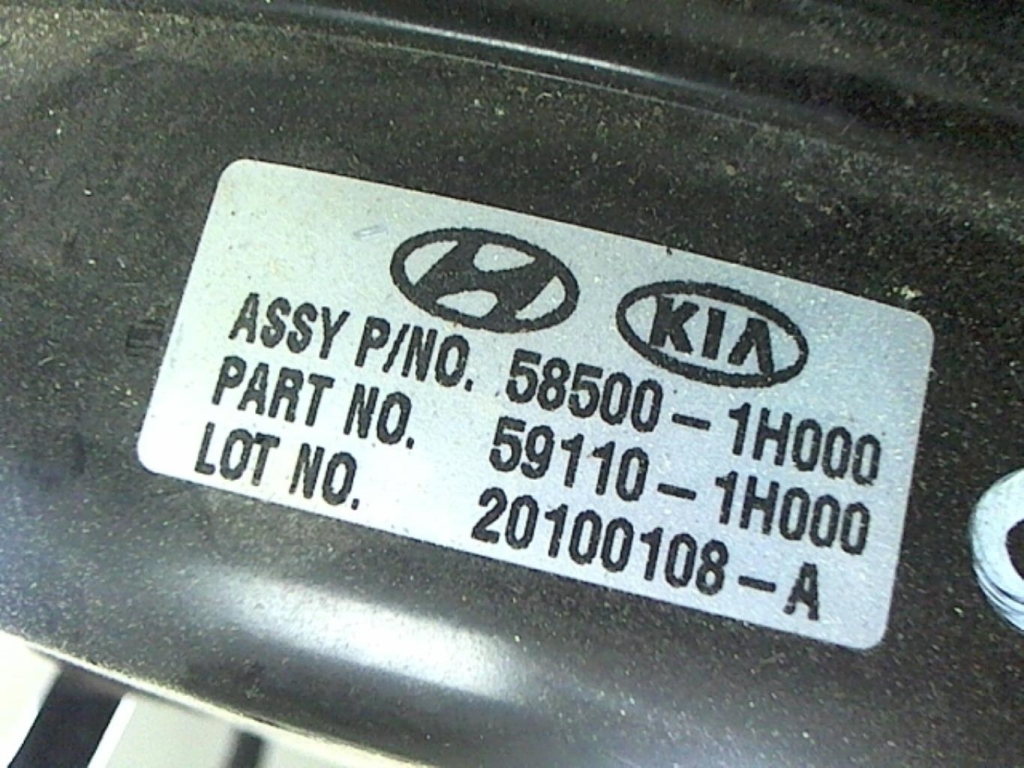 KIA
ASSY P/NO. 58500-1H000
PART NO. 59110-1H000
LOT NO. 20100108-A